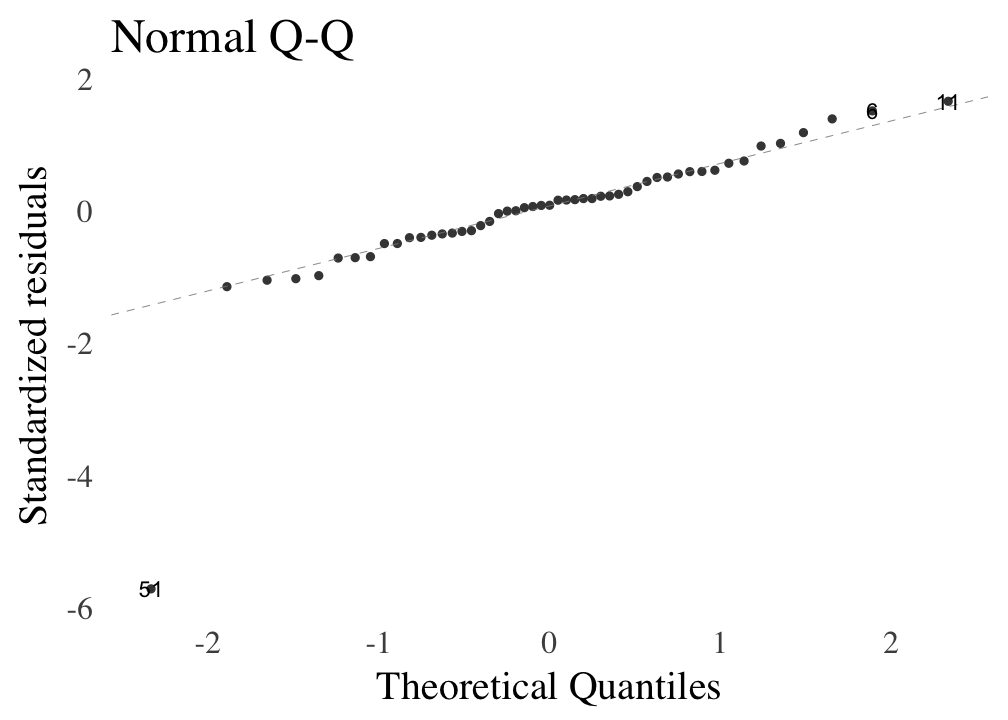 Normal Q-Q
2
0
-2
-4
-6
Standardized residuals
6
11
51
-2 -1 0 1 2
Theoretical Quantiles